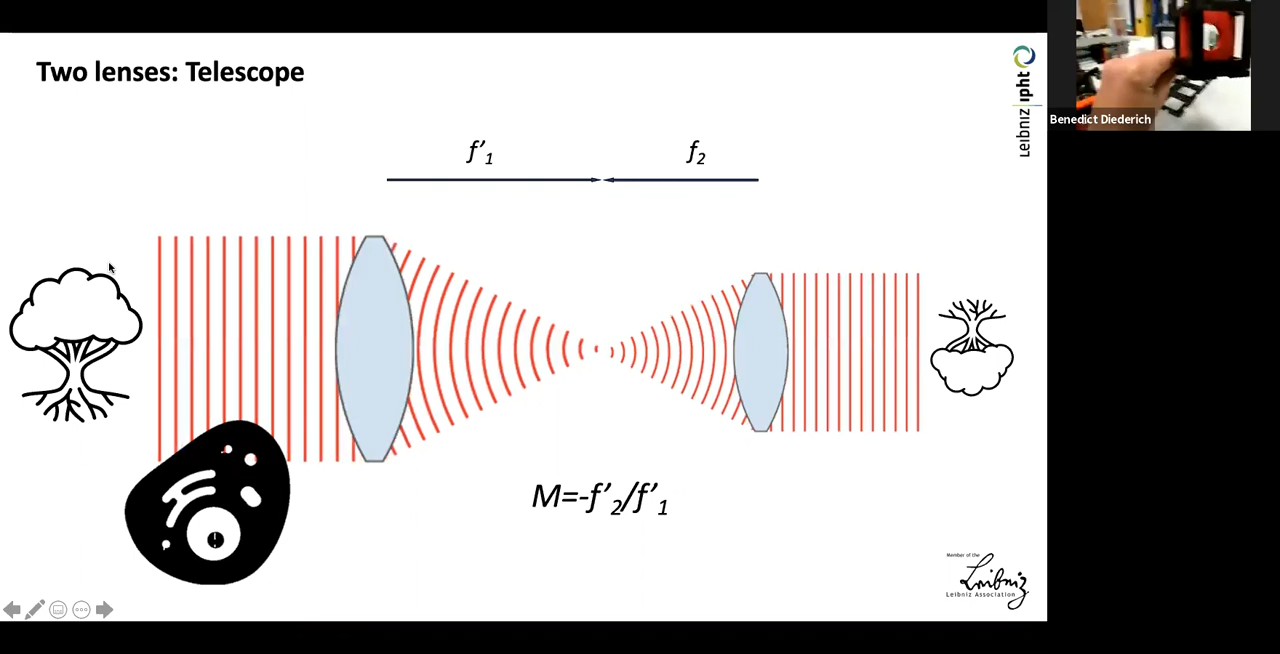 Two lenses: Telescope
Leibniz ipht
Benedict Diederich
f'1
f2
M=-f'2/f'1
Member of the
Leibniz
Leibniz Association